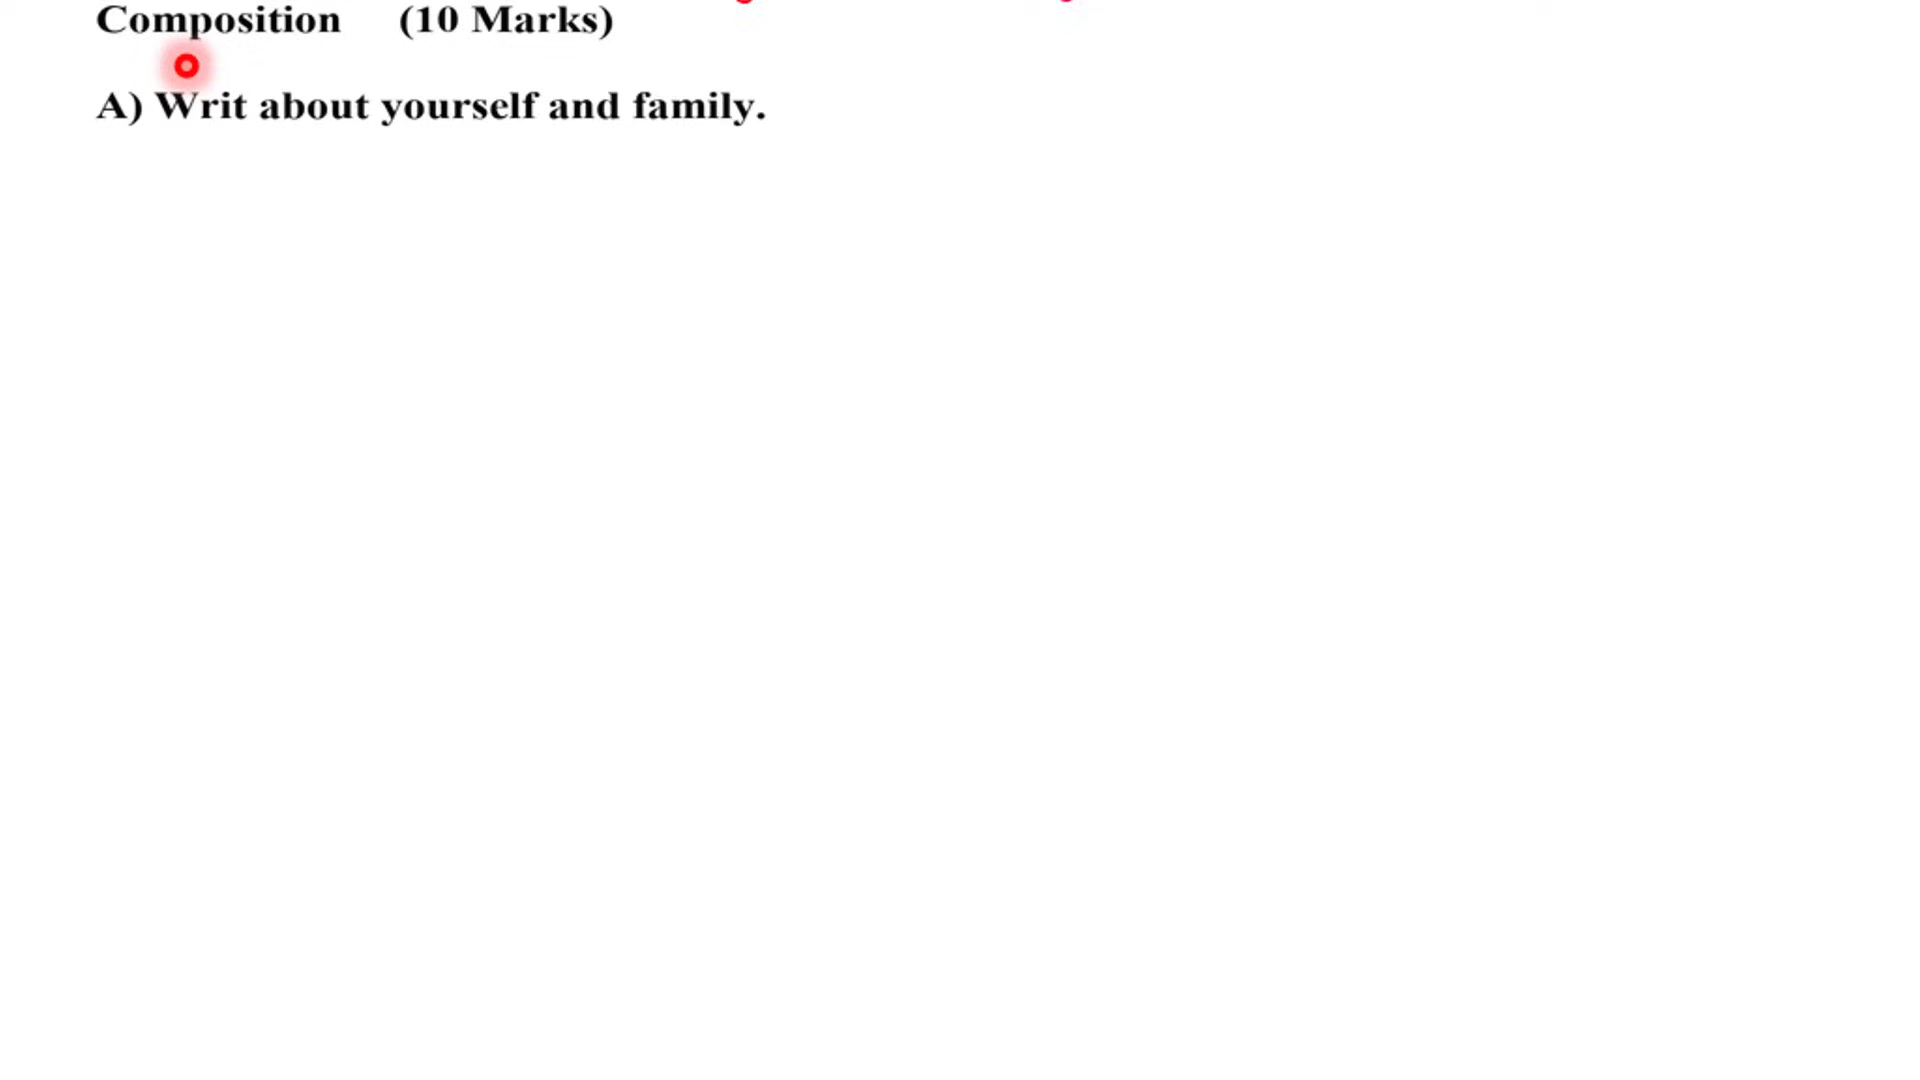 Composition (10 Marks)
A) Writ about yourself and family.